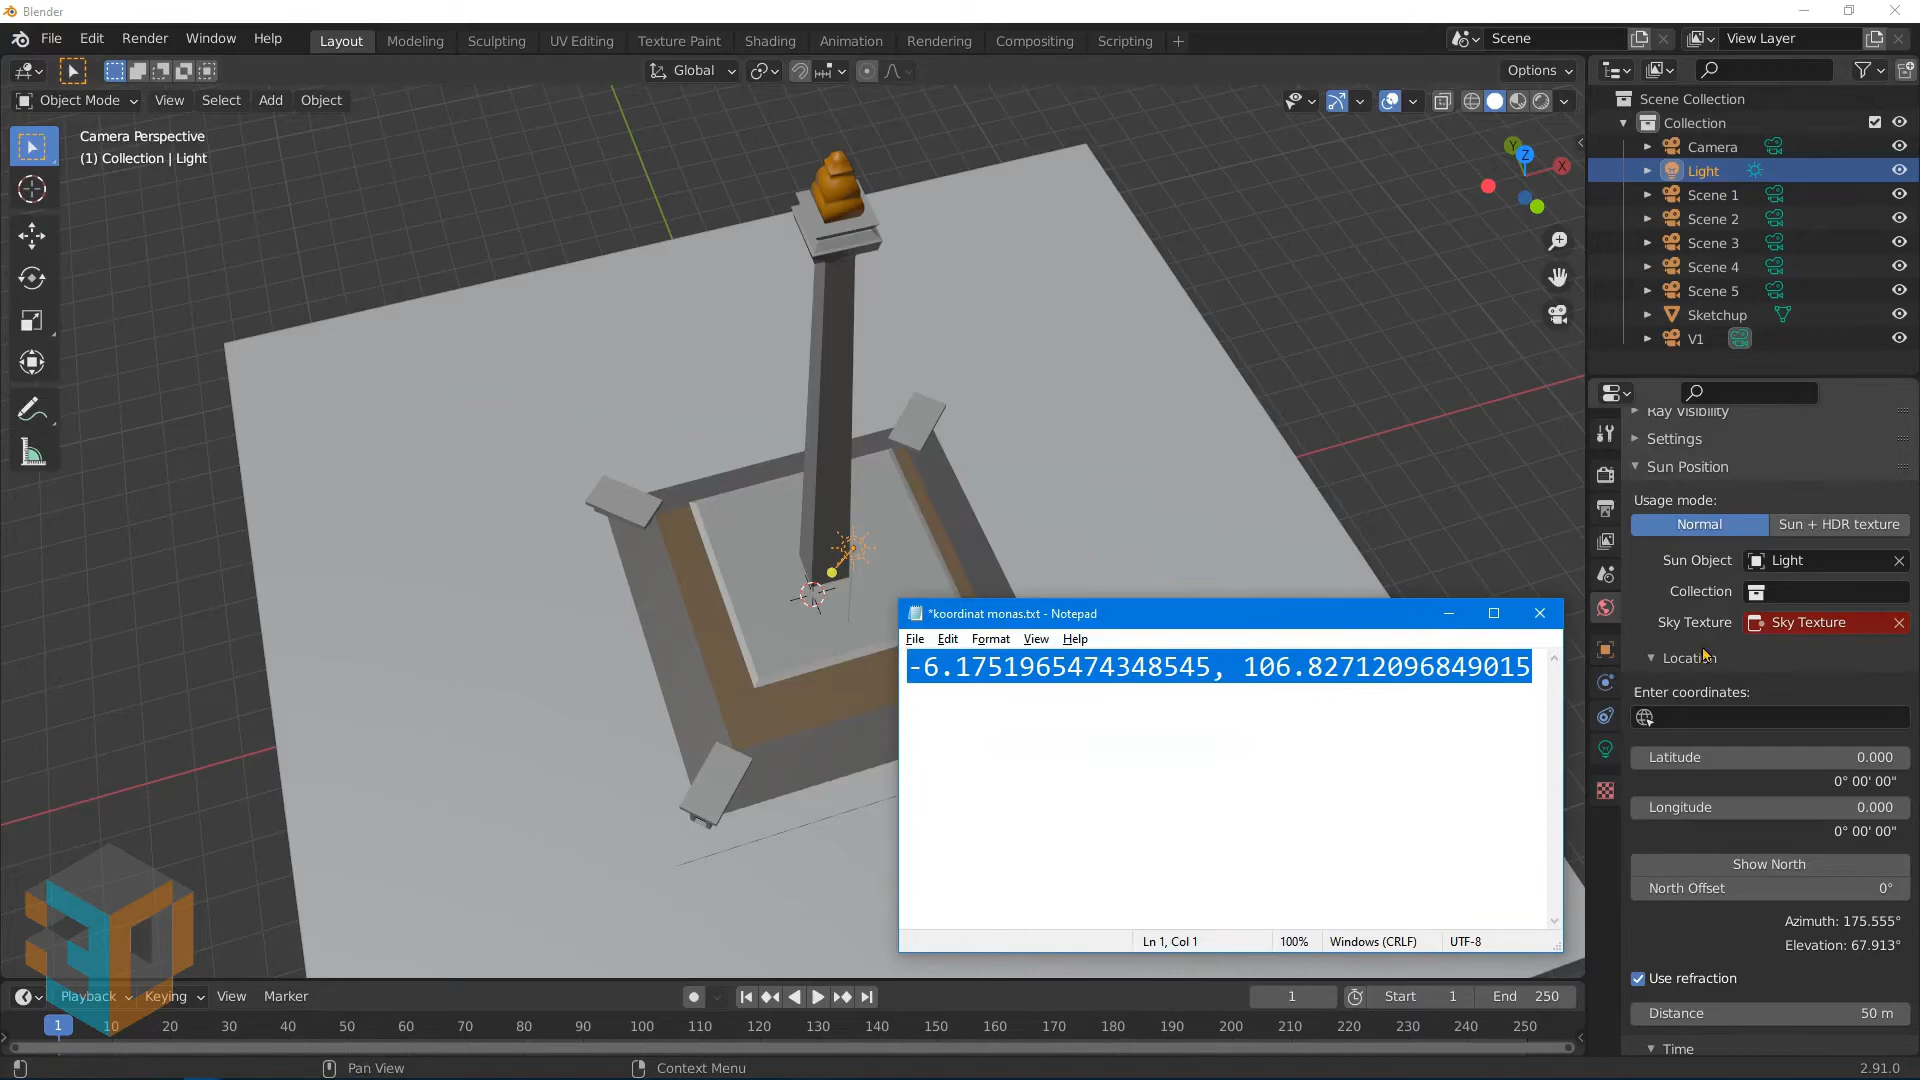 Blender
File Edit Render Window Help
Layout Modeling Sculpting UV Editing Texture Paint Shading Animation Rendering Compositing Scripting +
Scene
View Layer
Global
Options
Object Mode View Select Add Object
Camera Perspective
(1) Collection | Light
Y
Z
X
Scene Collection
Collection
Camera
Light
Scene 1
Scene 2
Scene 3
Scene 4
Scene 5
Sketchup
V1
Ray Visibility
Settings
Sun Position
Usage mode:
Normal Sun + HDR texture
Sun Object Light
Collection
Sky Texture Sky Texture
Location
Enter coordinates:
Latitude 0.000
0° 00' 00"
Longitude 0.000
0° 00' 00"
Show North
North Offset 0°
Azimuth: 175.555°
Elevation: 67.913°
Use refraction
Distance 50 m
Time
*koordinat monas.txt - Notepad
File Edit Format View Help
-6.1751965474348545, 106.82712096849015
Ln 1, Col 1 100% Windows (CRLF) UTF-8
Playback Keying View Marker
1 Start 1 End 250
1 10 20 30 40 50 60 70 80 90 100 110 120 130 140 150 160 170 180 190 200 210 220 230 240 250
Pan View Context Menu 2.91.0